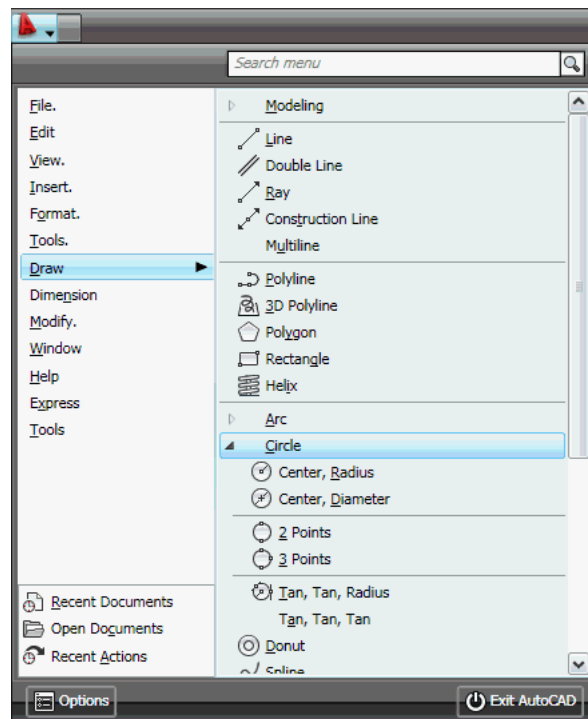 Search menu
File.
Edit
View.
Insert.
Format.
Tools.
Draw
Dimension
Modify.
Window
Help
Express
Tools
Recent Documents
Open Documents
Recent Actions
Modeling
Line
Double Line
Ray
Construction Line
Multiline
Polyline
3D Polyline
Polygon
Rectangle
Helix
Arc
Circle
Center, Radius
Center, Diameter
2 Points
3 Points
Tan, Tan, Radius
Tan, Tan, Tan
Donut
Spline
Options
Exit AutoCAD